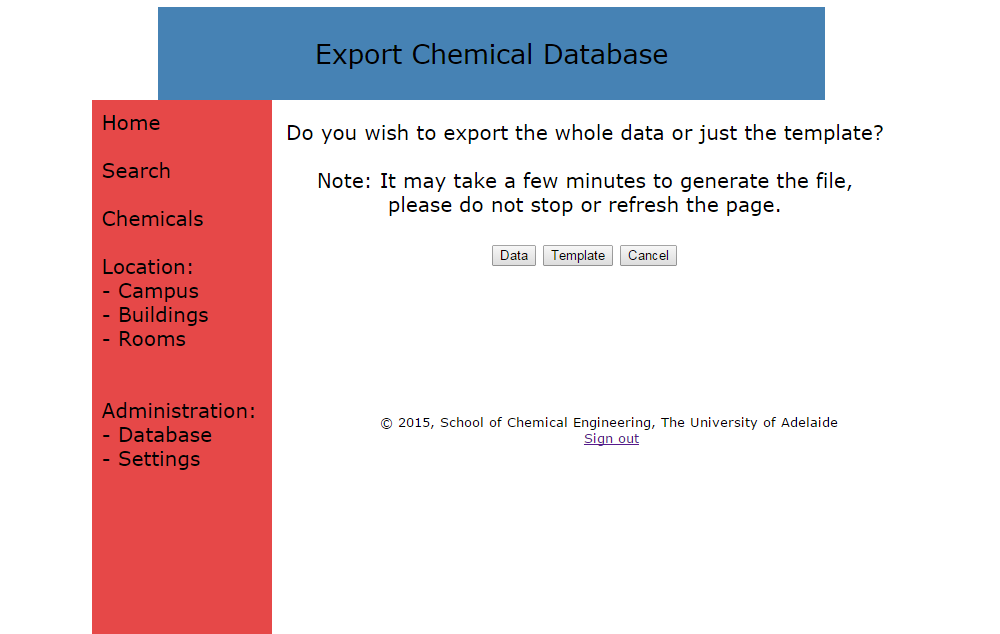 Export Chemical Database
Home
Search
Chemicals
Location:
- Campus
- Buildings
- Rooms
Administration:
- Database
- Settings
Do you wish to export the whole data or just the template?
Note: It may take a few minutes to generate the file,
please do not stop or refresh the page.
Data Template Cancel
© 2015, School of Chemical Engineering, The University of Adelaide
Sign out